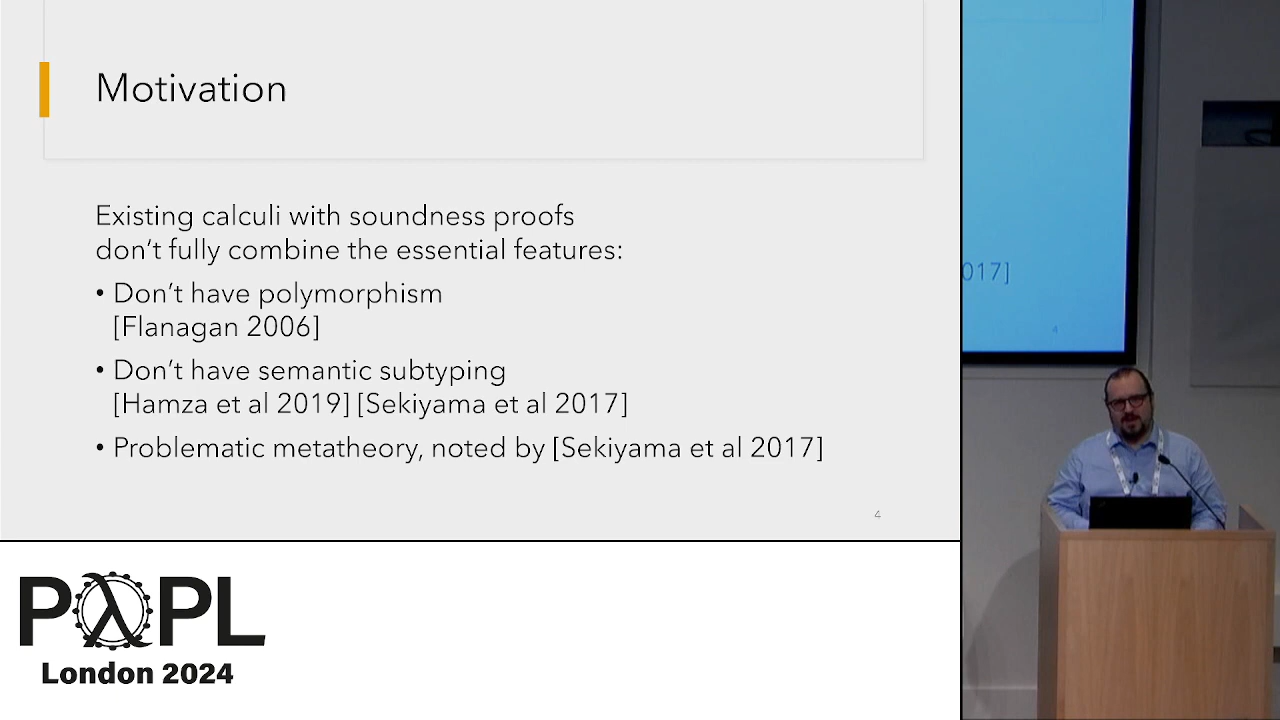 Motivation
Existing calculi with soundness proofs
don't fully combine the essential features:
• Don't have polymorphism
[Flanagan 2006]
• Don't have semantic subtyping
[Hamza et al 2019] [Sekiyama et al 2017]
• Problematic metatheory, noted by [Sekiyama et al 2017]
4
PλPL
London 2024
017]
4